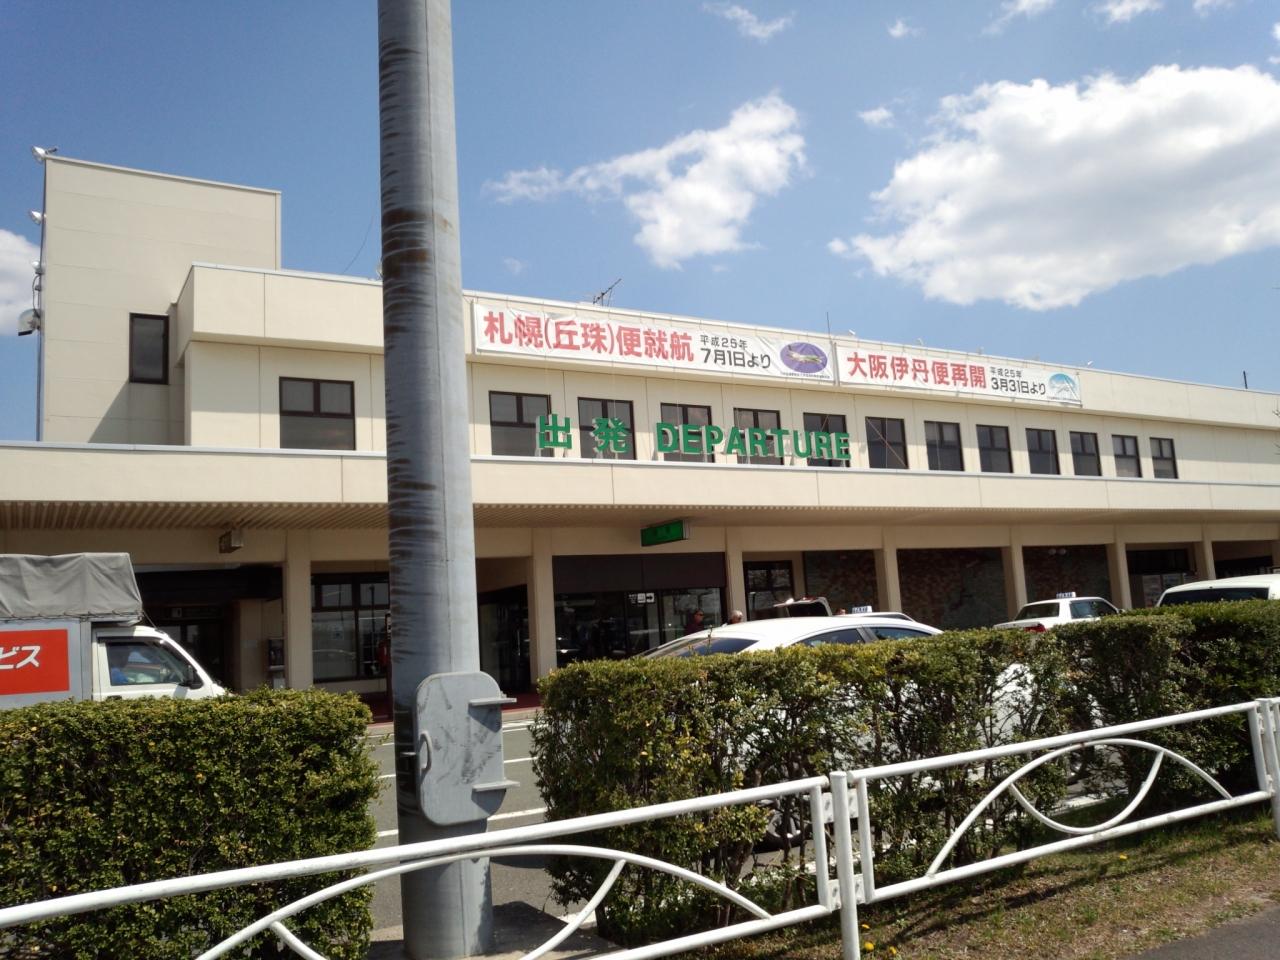 札幌(丘珠)便就航 平成25年
7月1日より
大阪伊丹便再開 平成25年
3月31日より
出発 DEPARTURE
ビス